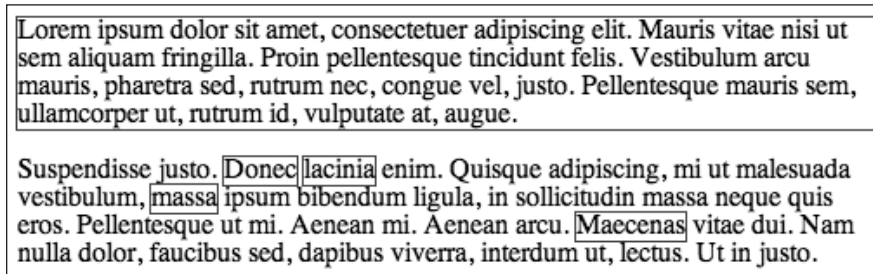 Lorem ipsum dolor sit amet, consectetuer adipiscing elit. Mauris vitae nisi ut
sem aliquam fringilla. Proin pellentesque tincidunt felis. Vestibulum arcu
mauris, pharetra sed, rutrum nec, congue vel, justo. Pellentesque mauris sem,
ullamcorper ut, rutrum id, vulputate at, augue.
Suspendisse justo. Donec lacinia enim. Quisque adipiscing, mi ut malesuada
vestibulum, massa ipsum bibendum ligula, in sollicitudin massa neque quis
eros. Pellentesque ut mi. Aenean mi. Aenean arcu. Maecenas vitae dui. Nam
nulla dolor, faucibus sed, dapibus viverra, interdum ut, lectus. Ut in justo.